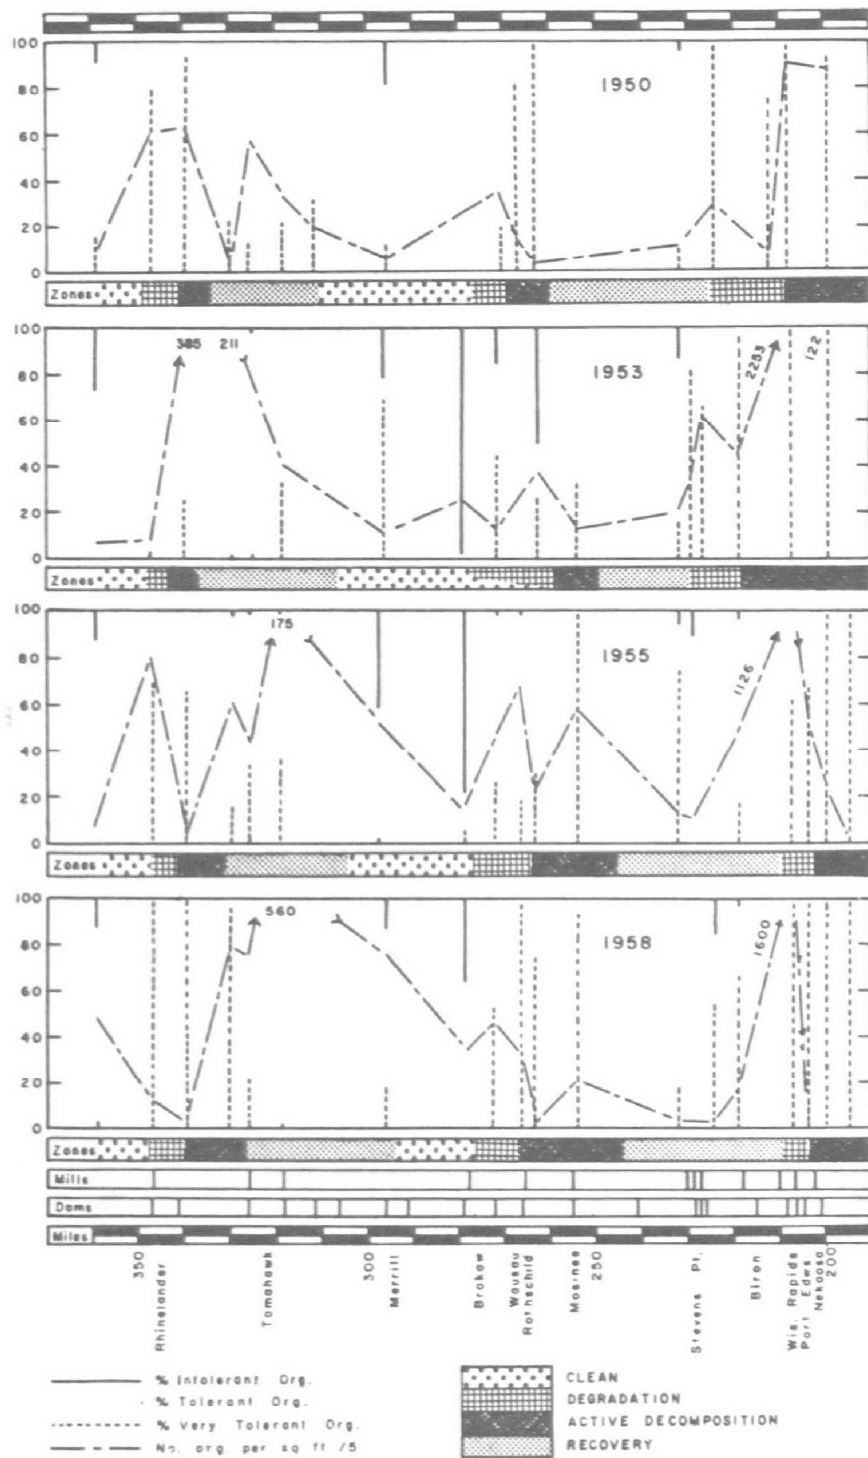 100
80
60
40
20
0
1950
Zones
100
80
60
40
20
0
385 211
1953
2253
122
Zones
100
80
60
40
20
0
175
1955
1126
Zones
100
80
60
40
20
0
560
1958
1600
Zones
Mills
Dams
Miles
350
Rhinelander
Tomahawk
300
Merrill
Brokaw
Wausau
Rothschild
Mosinee
250
Stevens Pt.
Biron
Wis. Rapids
Port Edws.
Nekoosa
200
% Intolerant Org.
% Tolerant Org.
% Very Tolerant Org.
No. org. per sq ft /5
CLEAN
DEGRADATION
ACTIVE DECOMPOSITION
RECOVERY